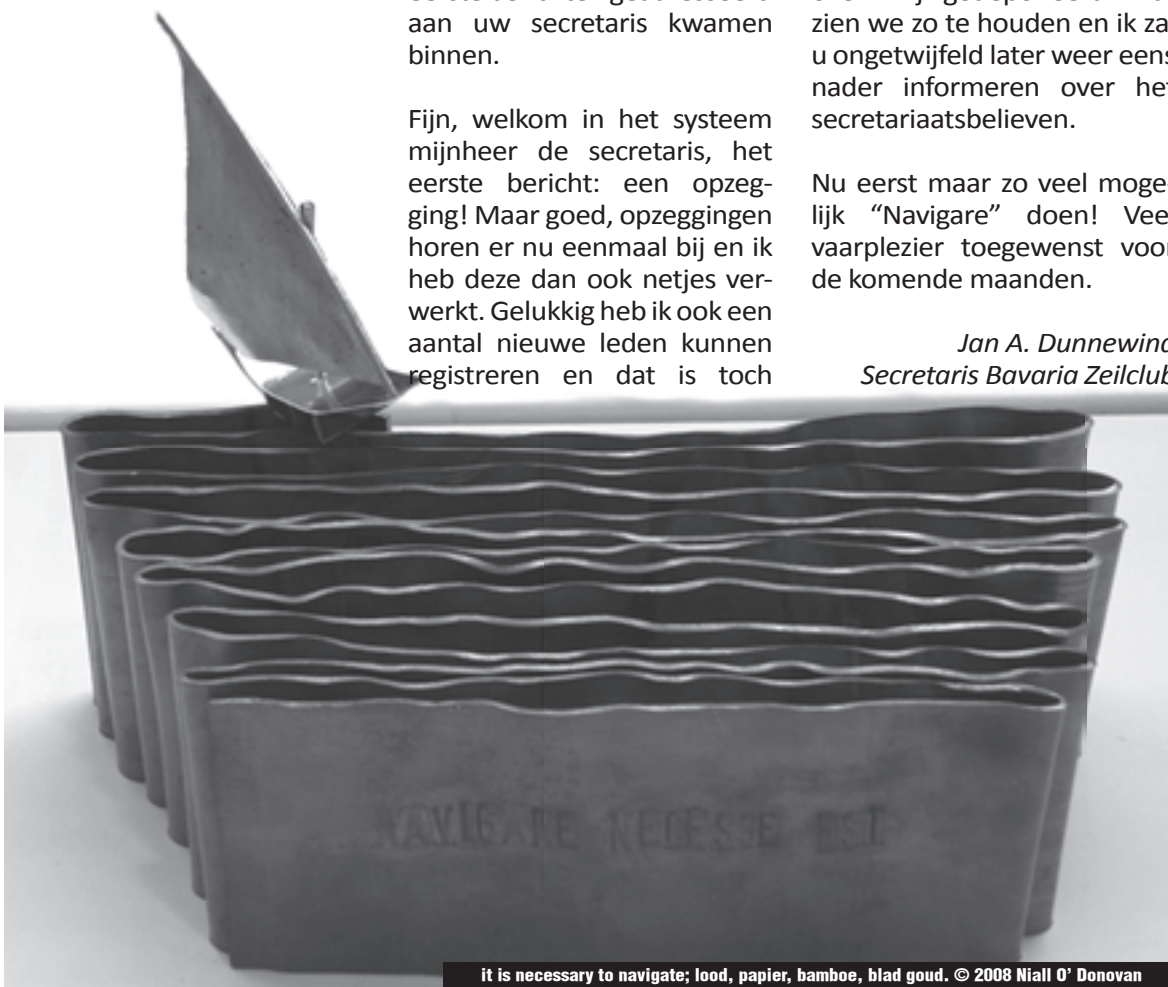 aan uw secretaris kwamen
binnen.
Fijn, welkom in het systeem
mijnheer de secretaris, het
eerste bericht: een opzeg-
ging! Maar goed, opzeggingen
horen er nu eenmaal bij en ik
heb deze dan ook netjes ver-
werkt. Gelukkig heb ik ook een
aantal nieuwe leden kunnen
registreren en dat is toch
zien we zo te houden en ik za
u ongetwijfeld later weer eens
nader informeren over het
secretariaatsbelieven.
Nu eerst maar zo veel moge-
lijk “Navigare” doen! Vee
vaarplezier toegewenst voor
de komende maanden.
Jan A. Dunnewind
Secretaris Bavaria Zeilclub
NAVIGARE NECESSE EST
it is necessary to navigate; lood, papier, bamboe, blad goud. © 2008 Niall O’ Donovan